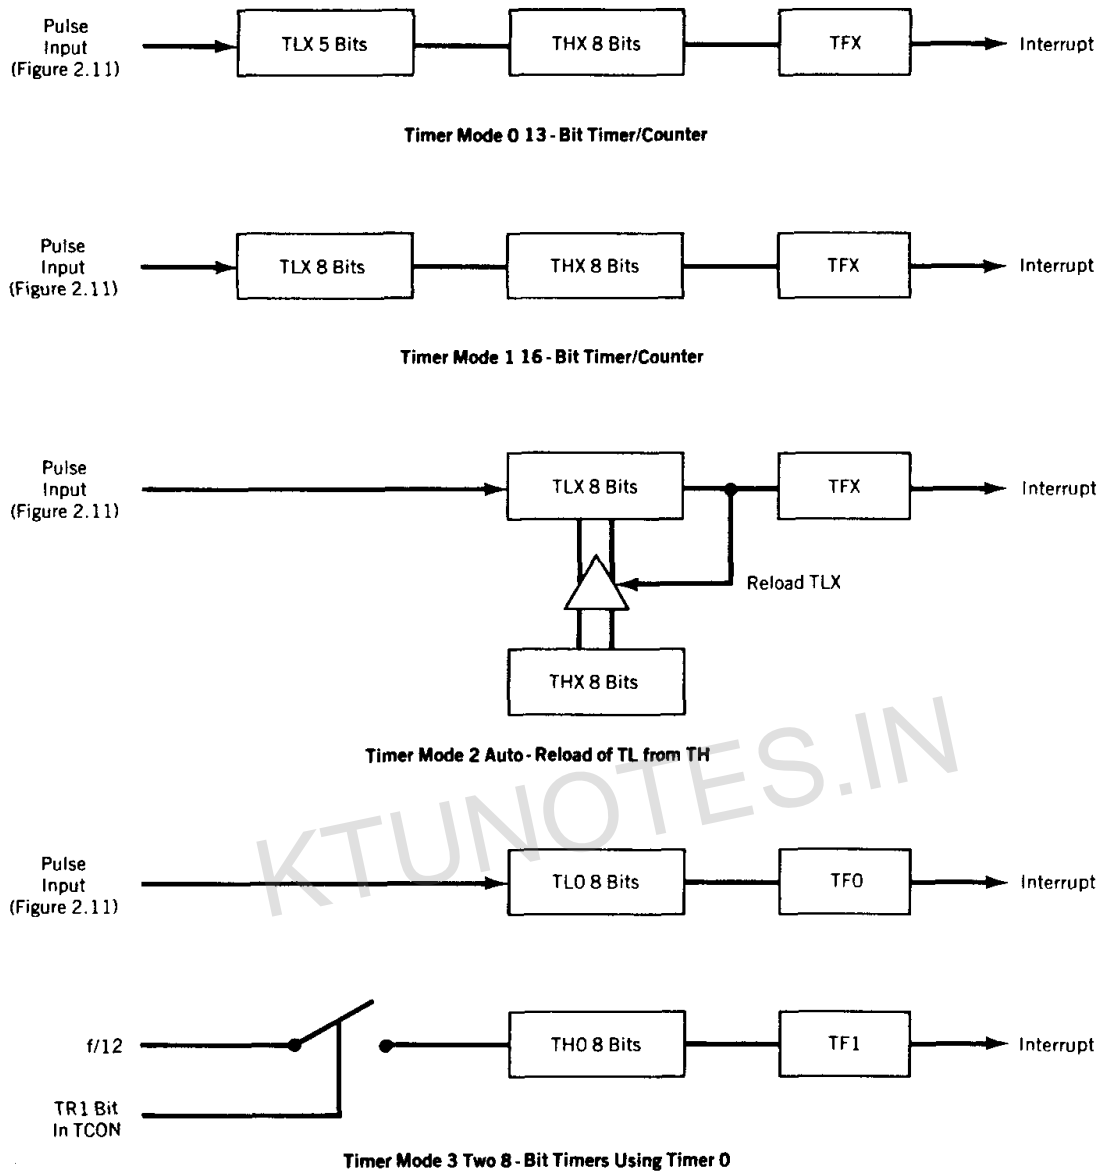 Pulse
Input
(Figure 2.11)
TLX 5 Bits
THX 8 Bits
TFX
Interrupt
Timer Mode 0 13-Bit Timer/Counter
Pulse
Input
(Figure 2.11)
TLX 8 Bits
THX 8 Bits
TFX
Interrupt
Timer Mode 1 16-Bit Timer/Counter
Pulse
Input
(Figure 2.11)
TLX 8 Bits
TFX
Interrupt
Reload TLX
THX 8 Bits
Timer Mode 2 Auto-Reload of TL from TH
KTUNOTES.IN
Pulse
Input
(Figure 2.11)
TL0 8 Bits
TF0
Interrupt
f/12
TH0 8 Bits
TF1
Interrupt
TR1 Bit
In TCON
Timer Mode 3 Two 8-Bit Timers Using Timer 0